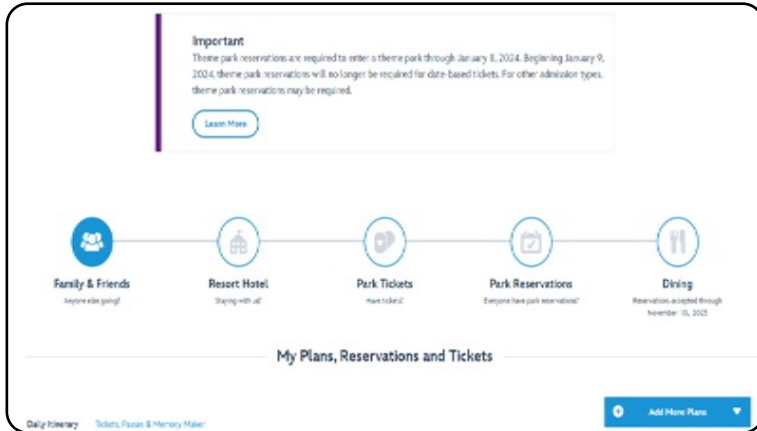 Important
Theme park reservations are required to enter a theme park through January 8, 2024. Beginning January 9,
2024, theme park reservations will no longer be required for date-based tickets. For other admission types,
theme park reservations may be required.
Learn More
Family & Friends
Anyone else going?
Resort Hotel
Staying with us?
Park Tickets
Have tickets?
Park Reservations
Everyone have park reservations?
Dining
Reservations accepted through
November 10, 2023
My Plans, Reservations and Tickets
Add More Plans
Daily Itinerary Tickets, Passes & Memory Maker